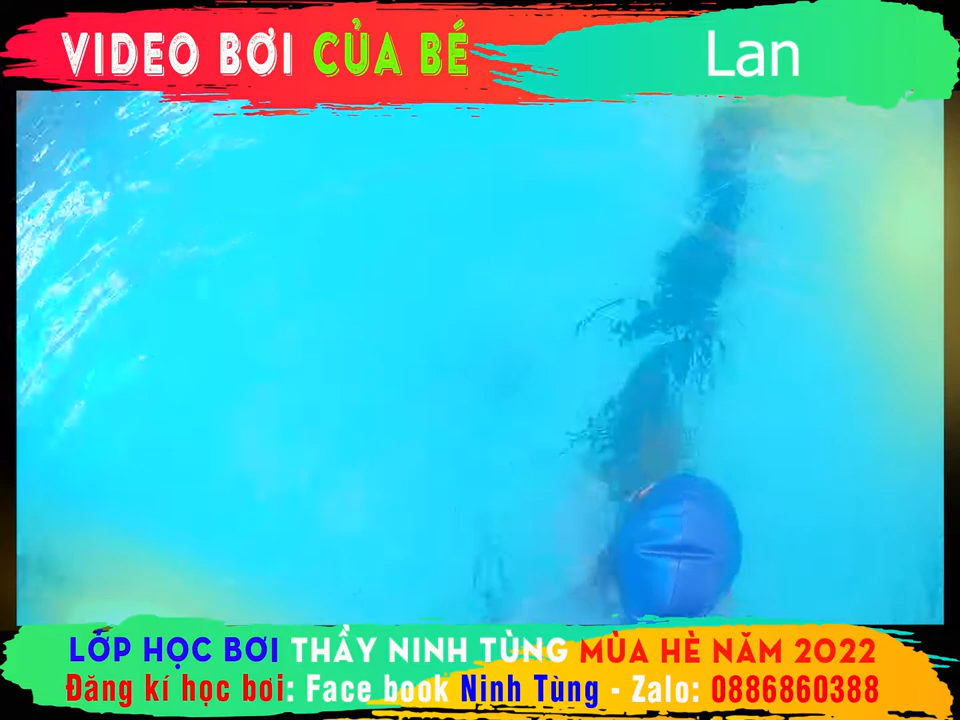 VIDEO BƠI CỦA BÉ
Lan
LỚP HỌC BƠI THẦY NINH TÙNG MÙA HÈ NĂM 2022
Đăng kí học bơi: Face book Ninh Tùng - Zalo: 0886860388